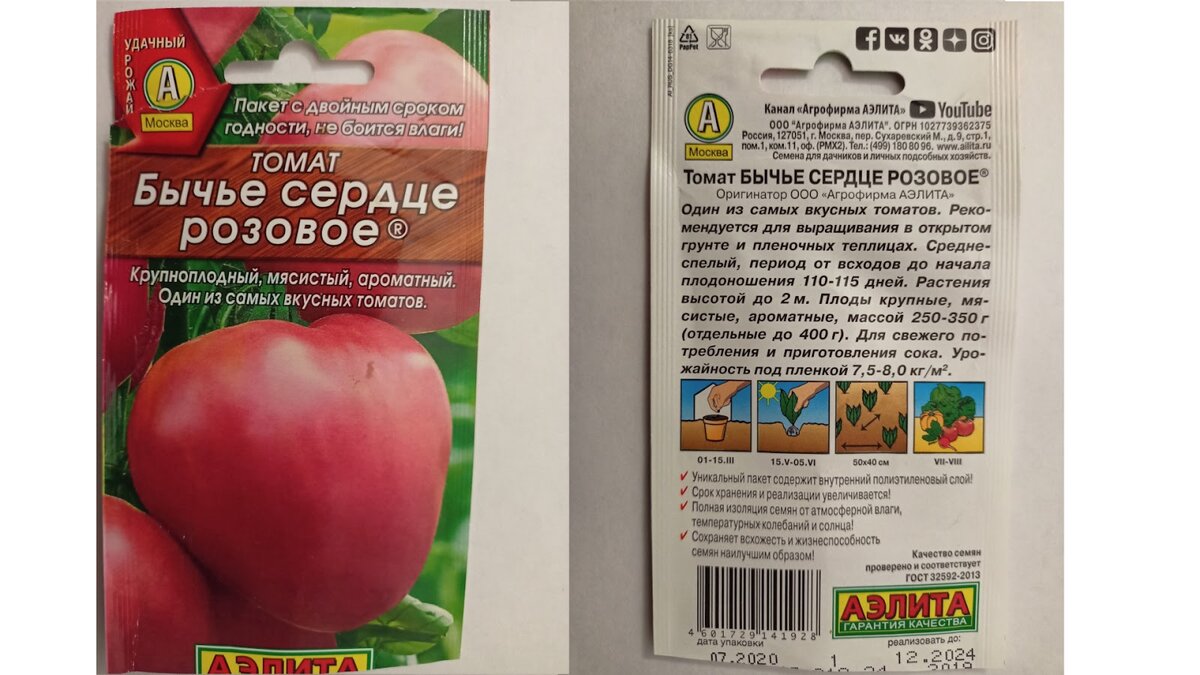 УДАЧНЫЙ
УРОЖАЙ
А
Москва
Пакет с двойным сроком
годности, не боится влаги!
ТОМАТ
Бычье сердце
розовое®
Крупноплодный, мясистый, ароматный.
Один из самых вкусных томатов.
АЭЛИТА
PapPet
А
Москва
Канал «Агрофирма АЭЛИТА» YouTube
ООО "Агрофирма АЭЛИТА". ОГРН 1027739362375
Россия, 127051, г. Москва, пер. Сухаревский М., д.9, стр.1,
пом.1, ком.11, оф. (РМХ2). Тел.: (499) 180 80 96. www.ailita.ru
Семена для дачников и личных подсобных хозяйств.
Томат БЫЧЬЕ СЕРДЦЕ РОЗОВОЕ®
Оригинатор ООО «Агрофирма АЭЛИТА»
Один из самых вкусных томатов. Реко-
мендуется для выращивания в открытом
грунте и пленочных теплицах. Средне-
спелый, период от всходов до начала
плодоношения 110-115 дней. Растения
высотой до 2 м. Плоды крупные, мя-
систые, ароматные, массой 250-350 г
(отдельные до 400 г). Для свежего по-
требления и приготовления сока. Уро-
жайность под пленкой 7,5-8,0 кг/м².
01-15.III 15.V-05.VI 50х40 см VII-VIII
Уникальный пакет содержит внутренний полиэтиленовый слой!
Срок хранения и реализации увеличивается!
Полная изоляция семян от атмосферной влаги,
температурных колебаний и солнца!
Сохраняет всхожесть и жизнеспособность
семян наилучшим образом!
Качество семян
проверено и соответствует
ГОСТ 32592-2013
АЭЛИТА
ГАРАНТИЯ КАЧЕСТВА
4 601729 141928
дата упаковки реализовать до:
07.2020 1 12.2024